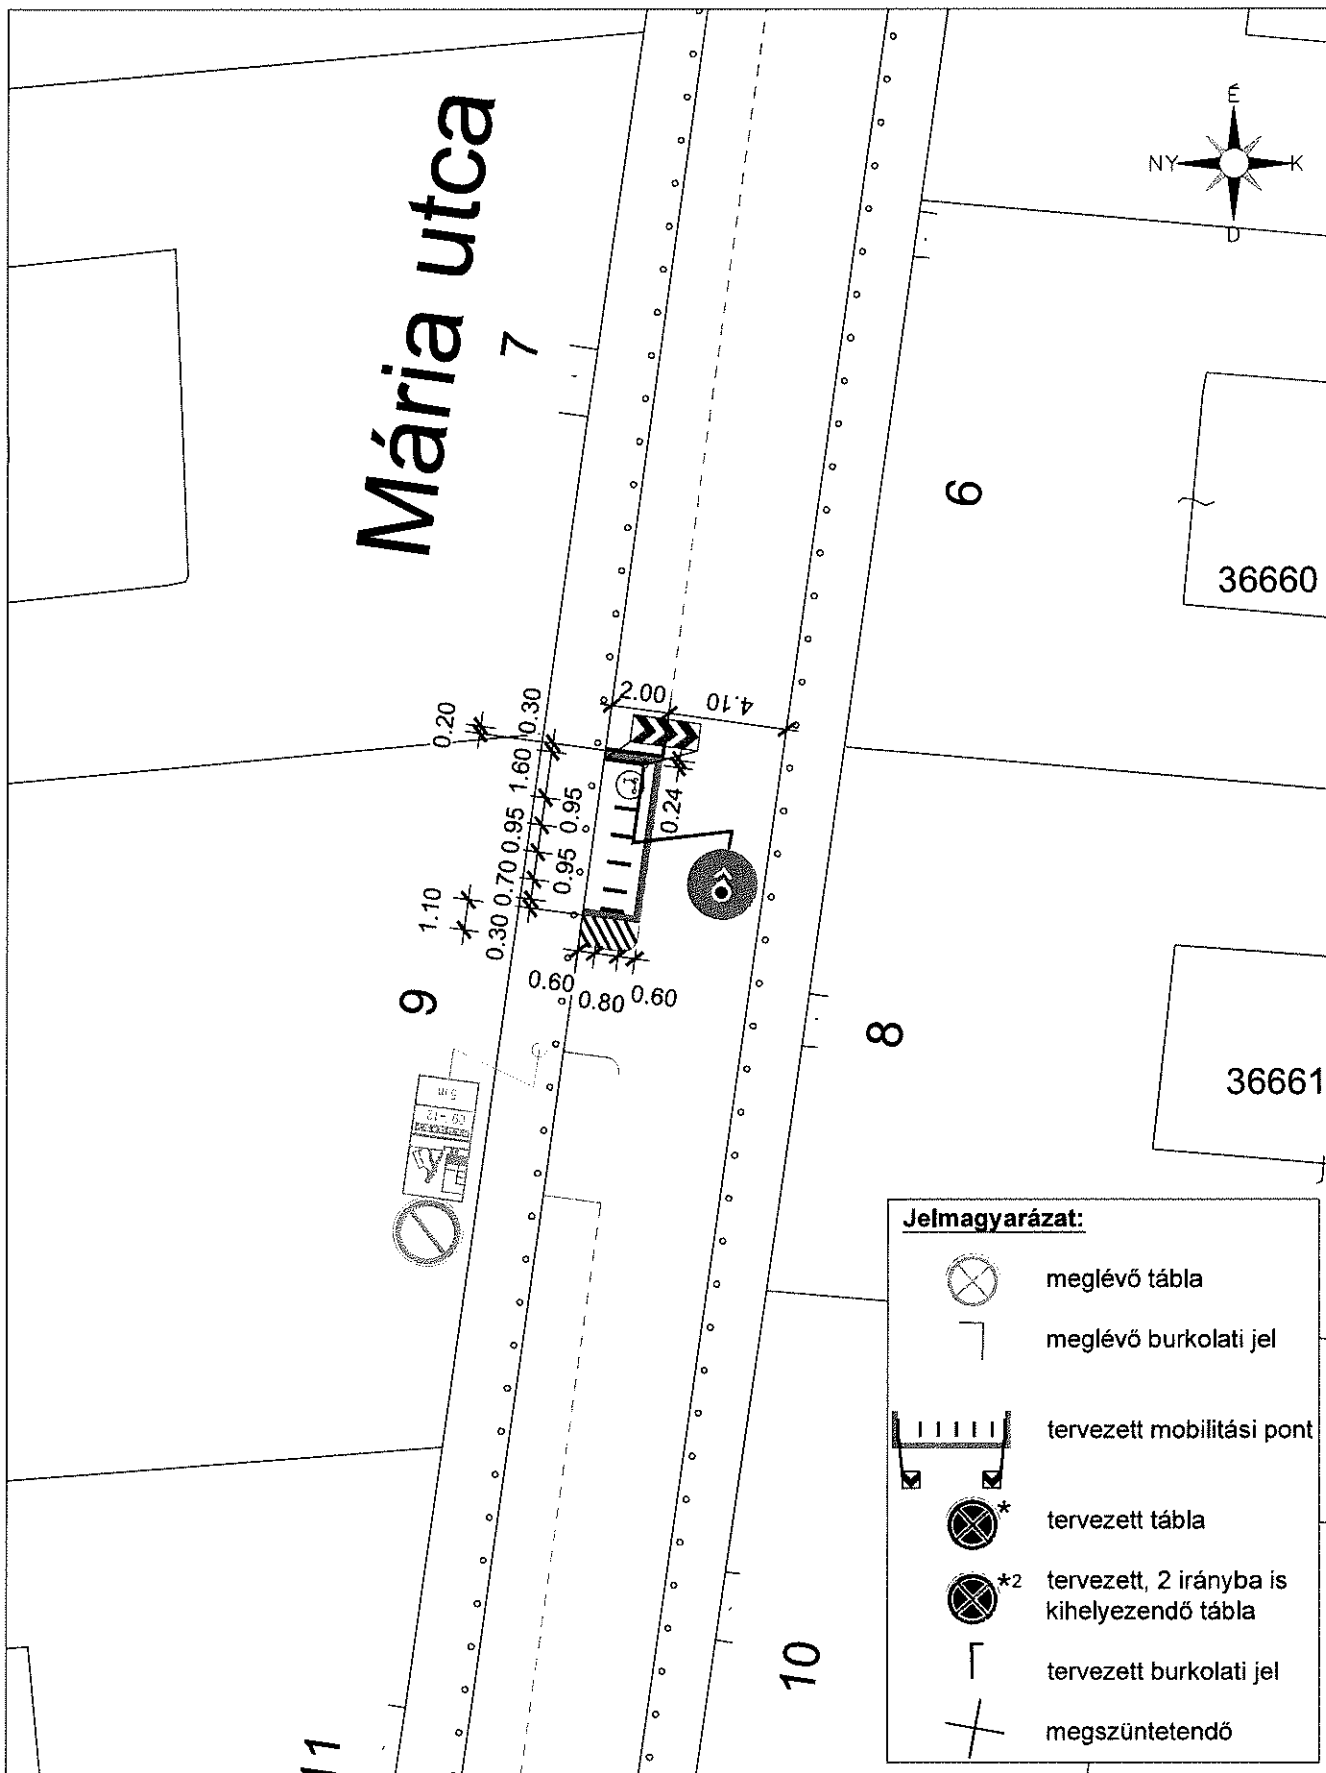 Mária utca
É
NY
K
D
7
6
36660
2.00
4.10
0.20
0.30
1.60
0.95
0.95
0.24
0.70
0.95
1.10
0.30
0.60
0.80
0.60
9
8
36661
5 m
10
11
Jelmagyarázat:
meglévő tábla
meglévő burkolati jel
tervezett mobilitási pont
* tervezett tábla
*2 tervezett, 2 irányba is
kihelyezendő tábla
tervezett burkolati jel
megszüntetendő